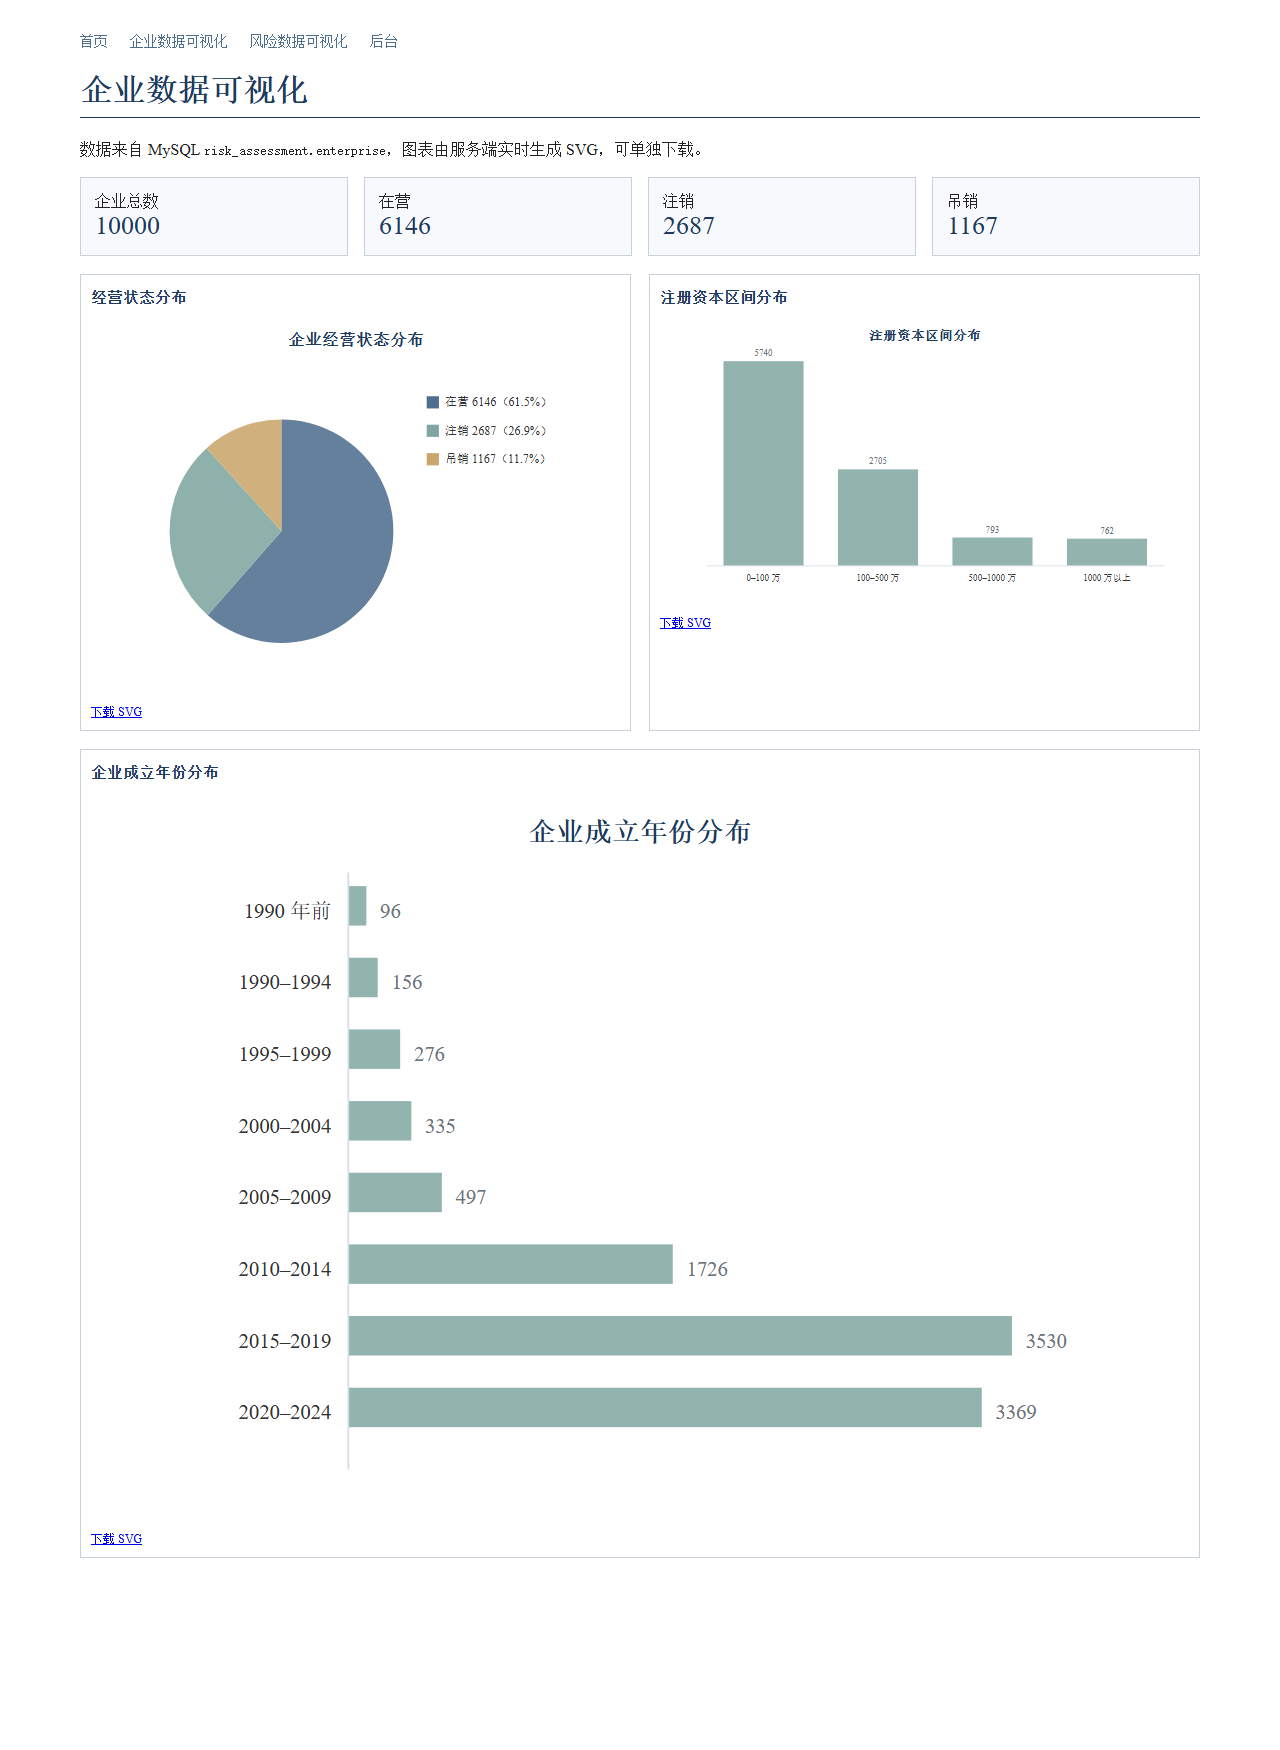 首页 企业数据可视化 风险数据可视化 后台
企业数据可视化
数据来自 MySQL risk_assessment.enterprise，图表由服务端实时生成 SVG，可单独下载。
企业总数
10000
在营
6146
注销
2687
吊销
1167
经营状态分布
企业经营状态分布
在营 6146（61.5%）
注销 2687（26.9%）
吊销 1167（11.7%）
下载 SVG
注册资本区间分布
注册资本区间分布
5740
2705
793
762
0–100 万
100–500 万
500–1000 万
1000 万以上
下载 SVG
企业成立年份分布
企业成立年份分布
1990 年前 96
1990–1994 156
1995–1999 276
2000–2004 335
2005–2009 497
2010–2014 1726
2015–2019 3530
2020–2024 3369
下载 SVG